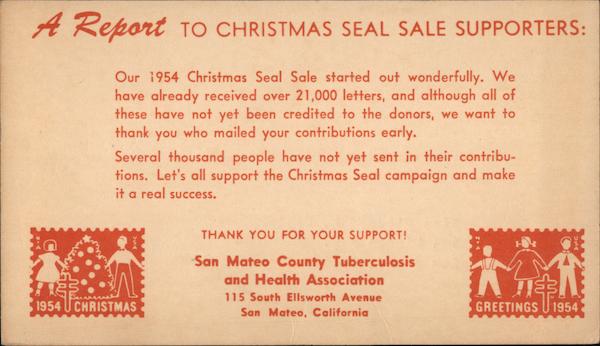 A Report TO CHRISTMAS SEAL SALE SUPPORTERS:
Our 1954 Christmas Seal Sale started out wonderfully. We
have already received over 21,000 letters, and although all of
these have not yet been credited to the donors, we want to
thank you who mailed your contributions early.
Several thousand people have not yet sent in their contribu-
tions. Let's all support the Christmas Seal campaign and make
it a real success.
THANK YOU FOR YOUR SUPPORT!
San Mateo County Tuberculosis
and Health Association
115 South Ellsworth Avenue
San Mateo, California
1954 CHRISTMAS
GREETINGS 1954